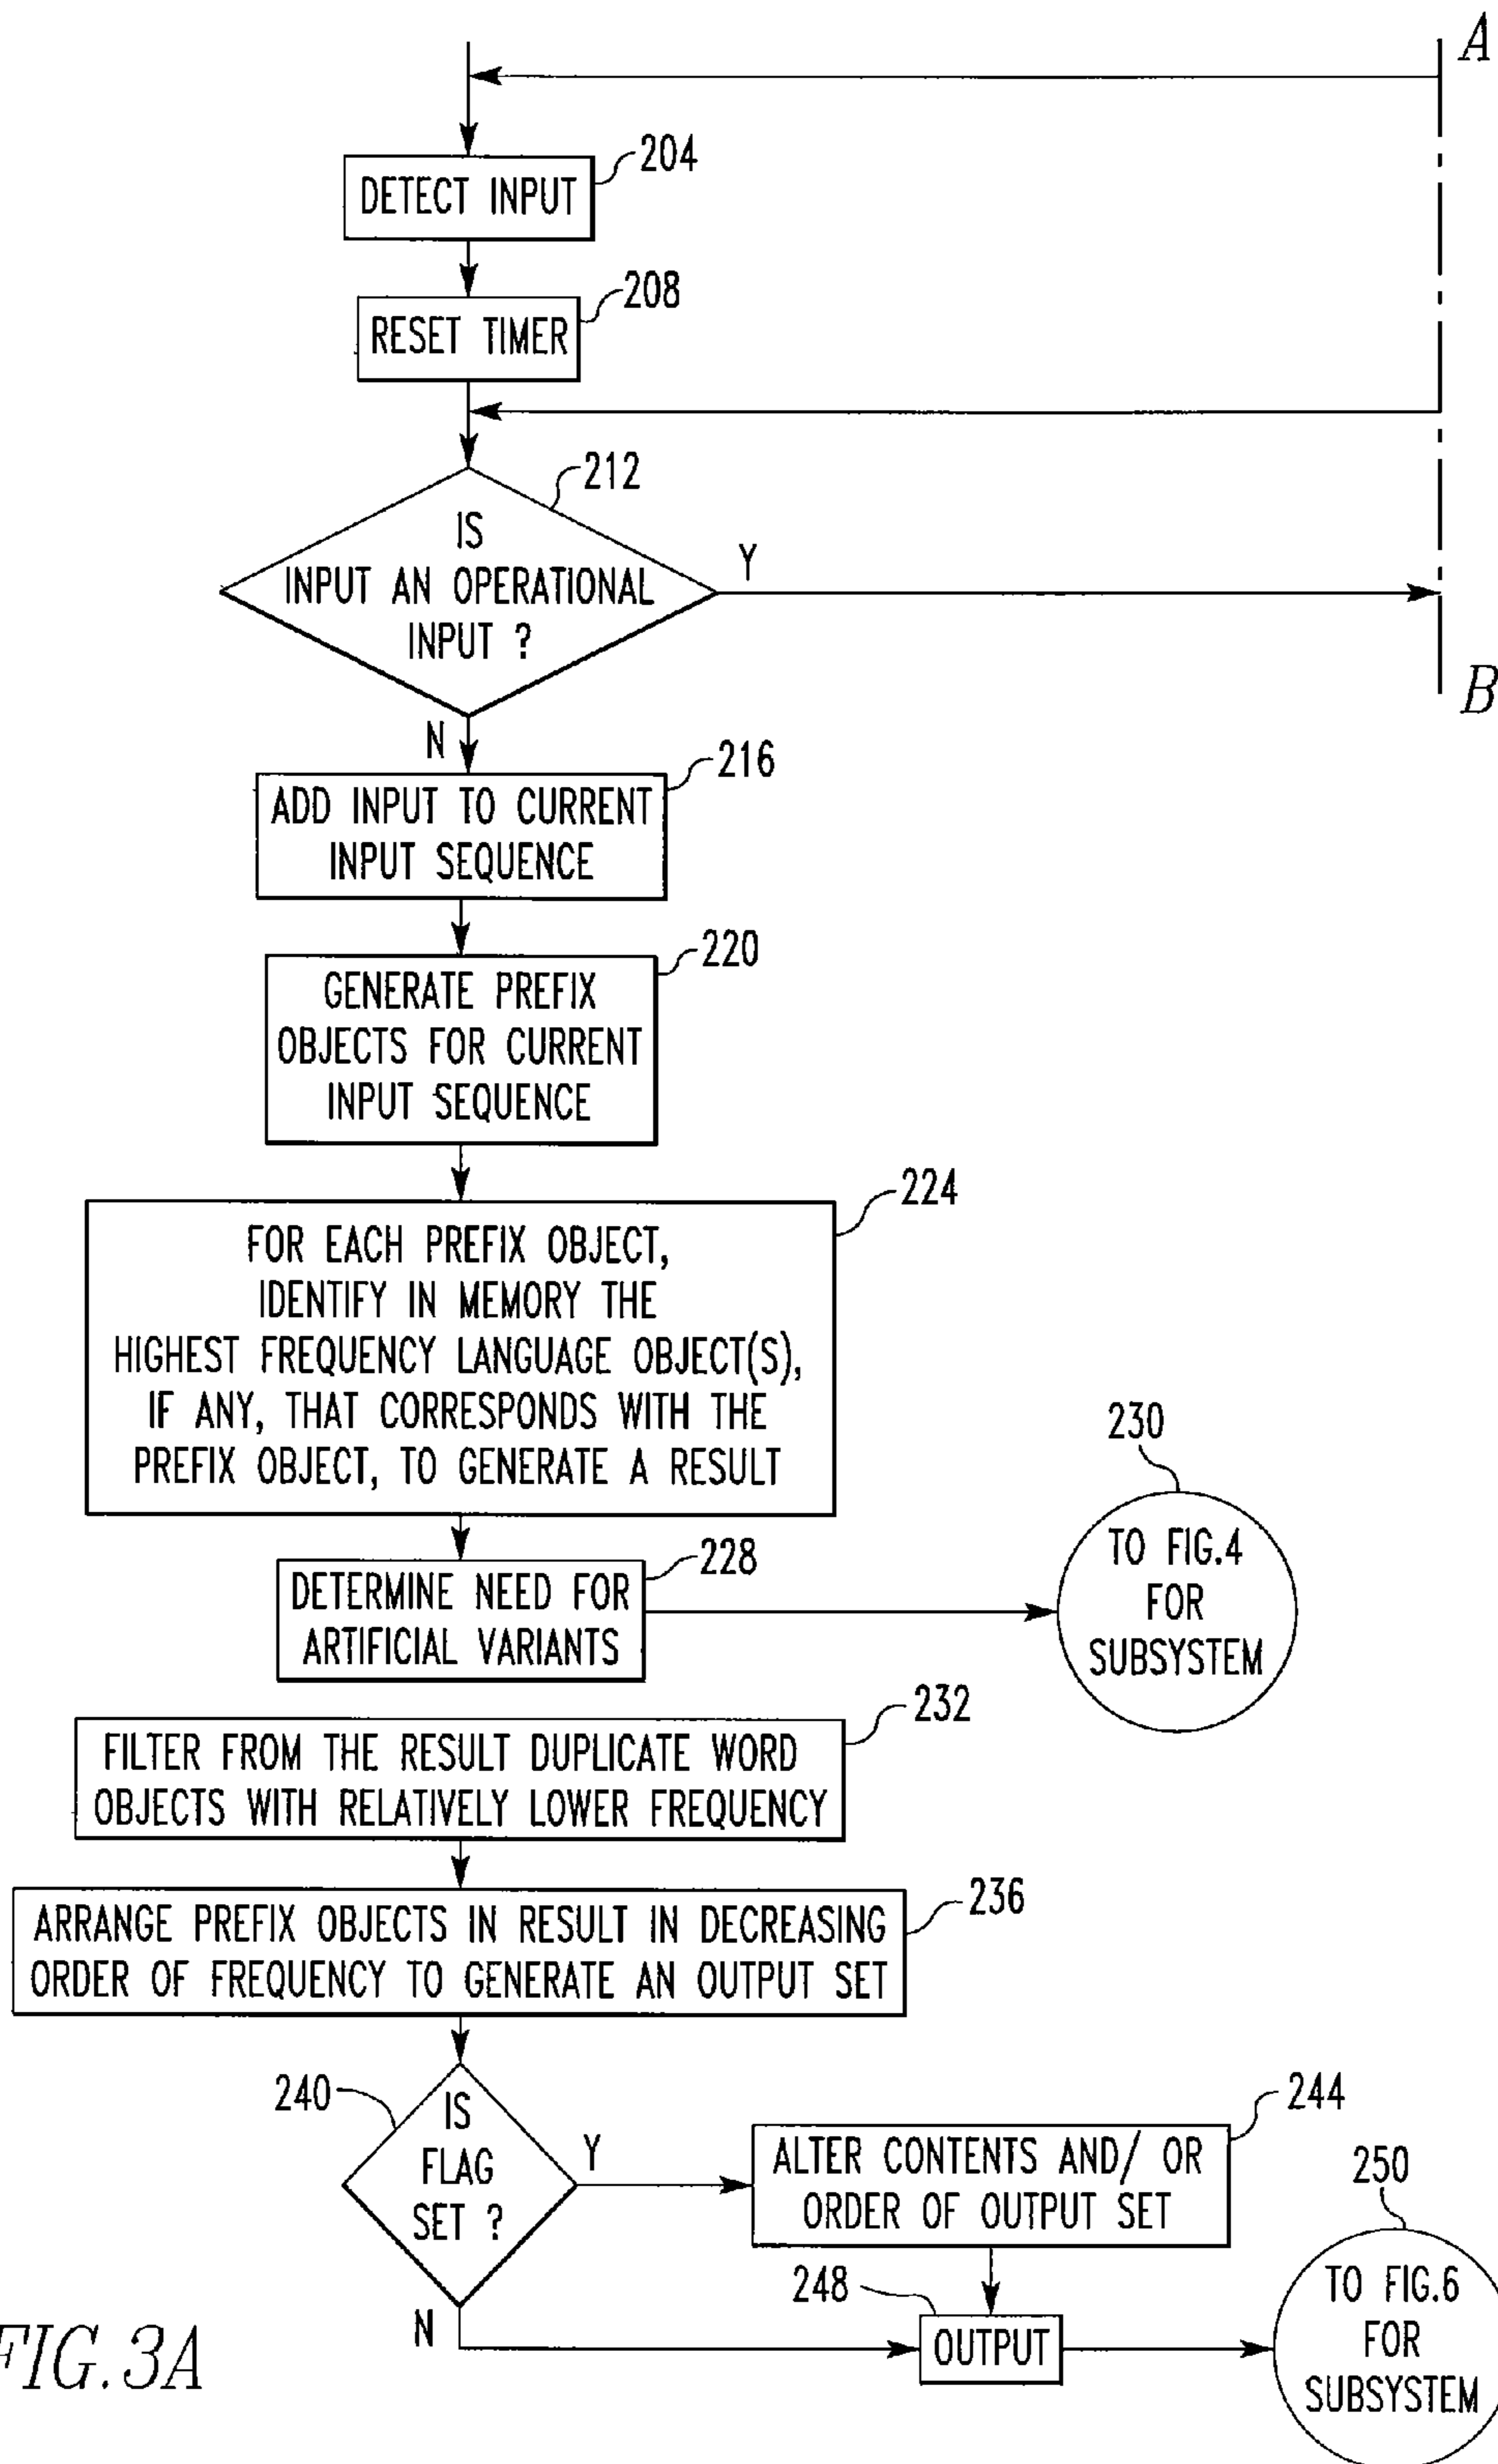 A
204
DETECT INPUT
208
RESET TIMER
212
IS
INPUT AN OPERATIONAL
INPUT ?
Y
B
N
216
ADD INPUT TO CURRENT
INPUT SEQUENCE
220
GENERATE PREFIX
OBJECTS FOR CURRENT
INPUT SEQUENCE
224
FOR EACH PREFIX OBJECT,
IDENTIFY IN MEMORY THE
HIGHEST FREQUENCY LANGUAGE OBJECT(S),
IF ANY, THAT CORRESPONDS WITH THE
PREFIX OBJECT, TO GENERATE A RESULT
230
TO FIG.4
FOR
SUBSYSTEM
228
DETERMINE NEED FOR
ARTIFICIAL VARIANTS
232
FILTER FROM THE RESULT DUPLICATE WORD
OBJECTS WITH RELATIVELY LOWER FREQUENCY
236
ARRANGE PREFIX OBJECTS IN RESULT IN DECREASING
ORDER OF FREQUENCY TO GENERATE AN OUTPUT SET
240
IS
FLAG
SET ?
Y
244
ALTER CONTENTS AND/ OR
ORDER OF OUTPUT SET
250
TO FIG.6
FOR
SUBSYSTEM
248
OUTPUT
N
FIG. 3A